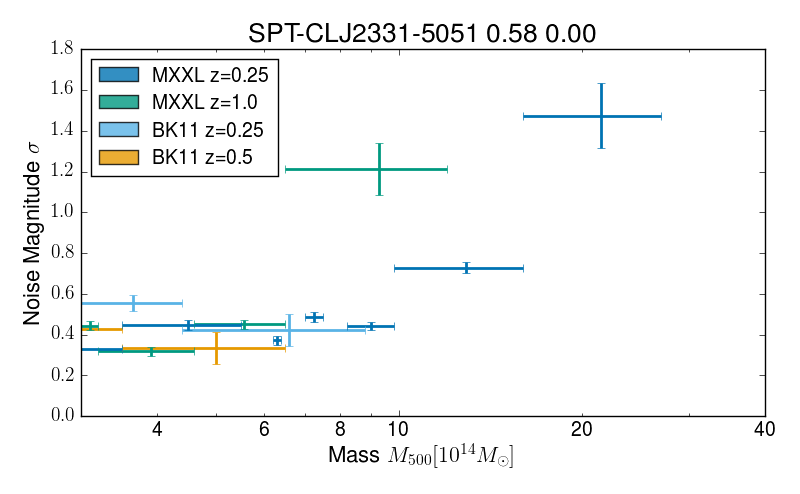 SPT-CLJ2331-5051 0.58 0.00
1.8
1.6
1.4
1.2
1.0
0.8
0.6
0.4
0.2
0.0
Noise Magnitude σ
MXXL z=0.25
MXXL z=1.0
BK11 z=0.25
BK11 z=0.5
4 6 8 10 20 40
Mass M₅₀₀[10¹⁴M☉]